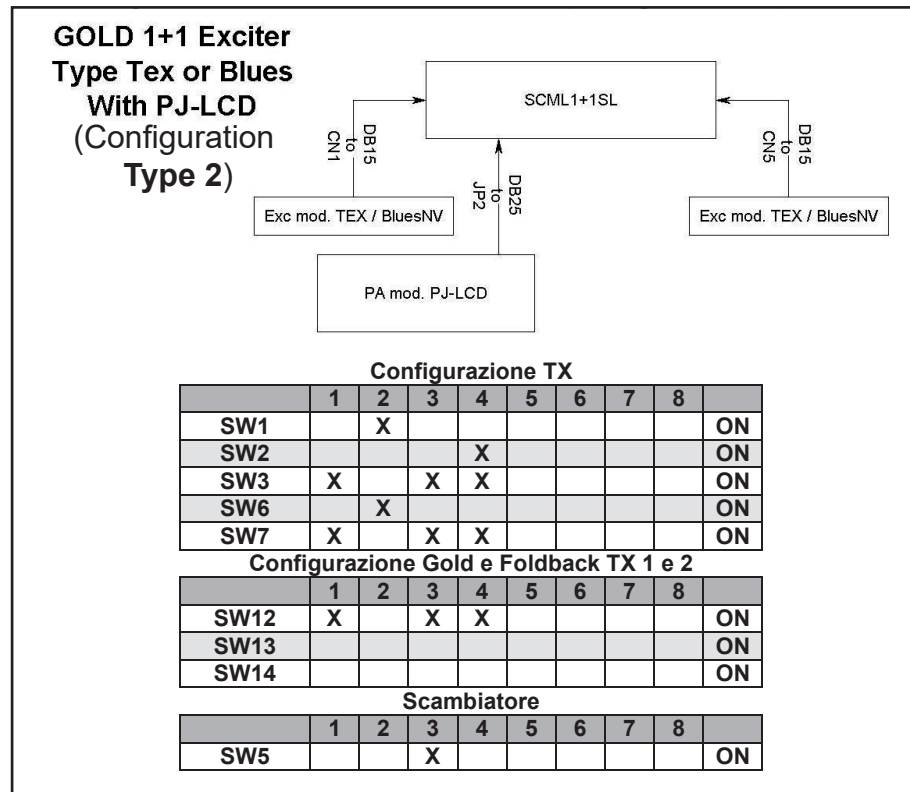 GOLD 1+1 Exciter
Type Tex or Blues
With PJ-LCD
(Configuration
Type 2)
SCML1+1SL
DB15
to
CN1
DB25
to
JP2
DB15
to
CN5
Exc mod. TEX / BluesNV
Exc mod. TEX / BluesNV
PA mod. PJ-LCD
Configurazione TX
1 2 3 4 5 6 7 8
SW1 X ON
SW2 X ON
SW3 X X X ON
SW6 X ON
SW7 X X X ON
Configurazione Gold e Foldback TX 1 e 2
1 2 3 4 5 6 7 8
SW12 X X X ON
SW13 ON
SW14 ON
Scambiatore
1 2 3 4 5 6 7 8
SW5 X ON